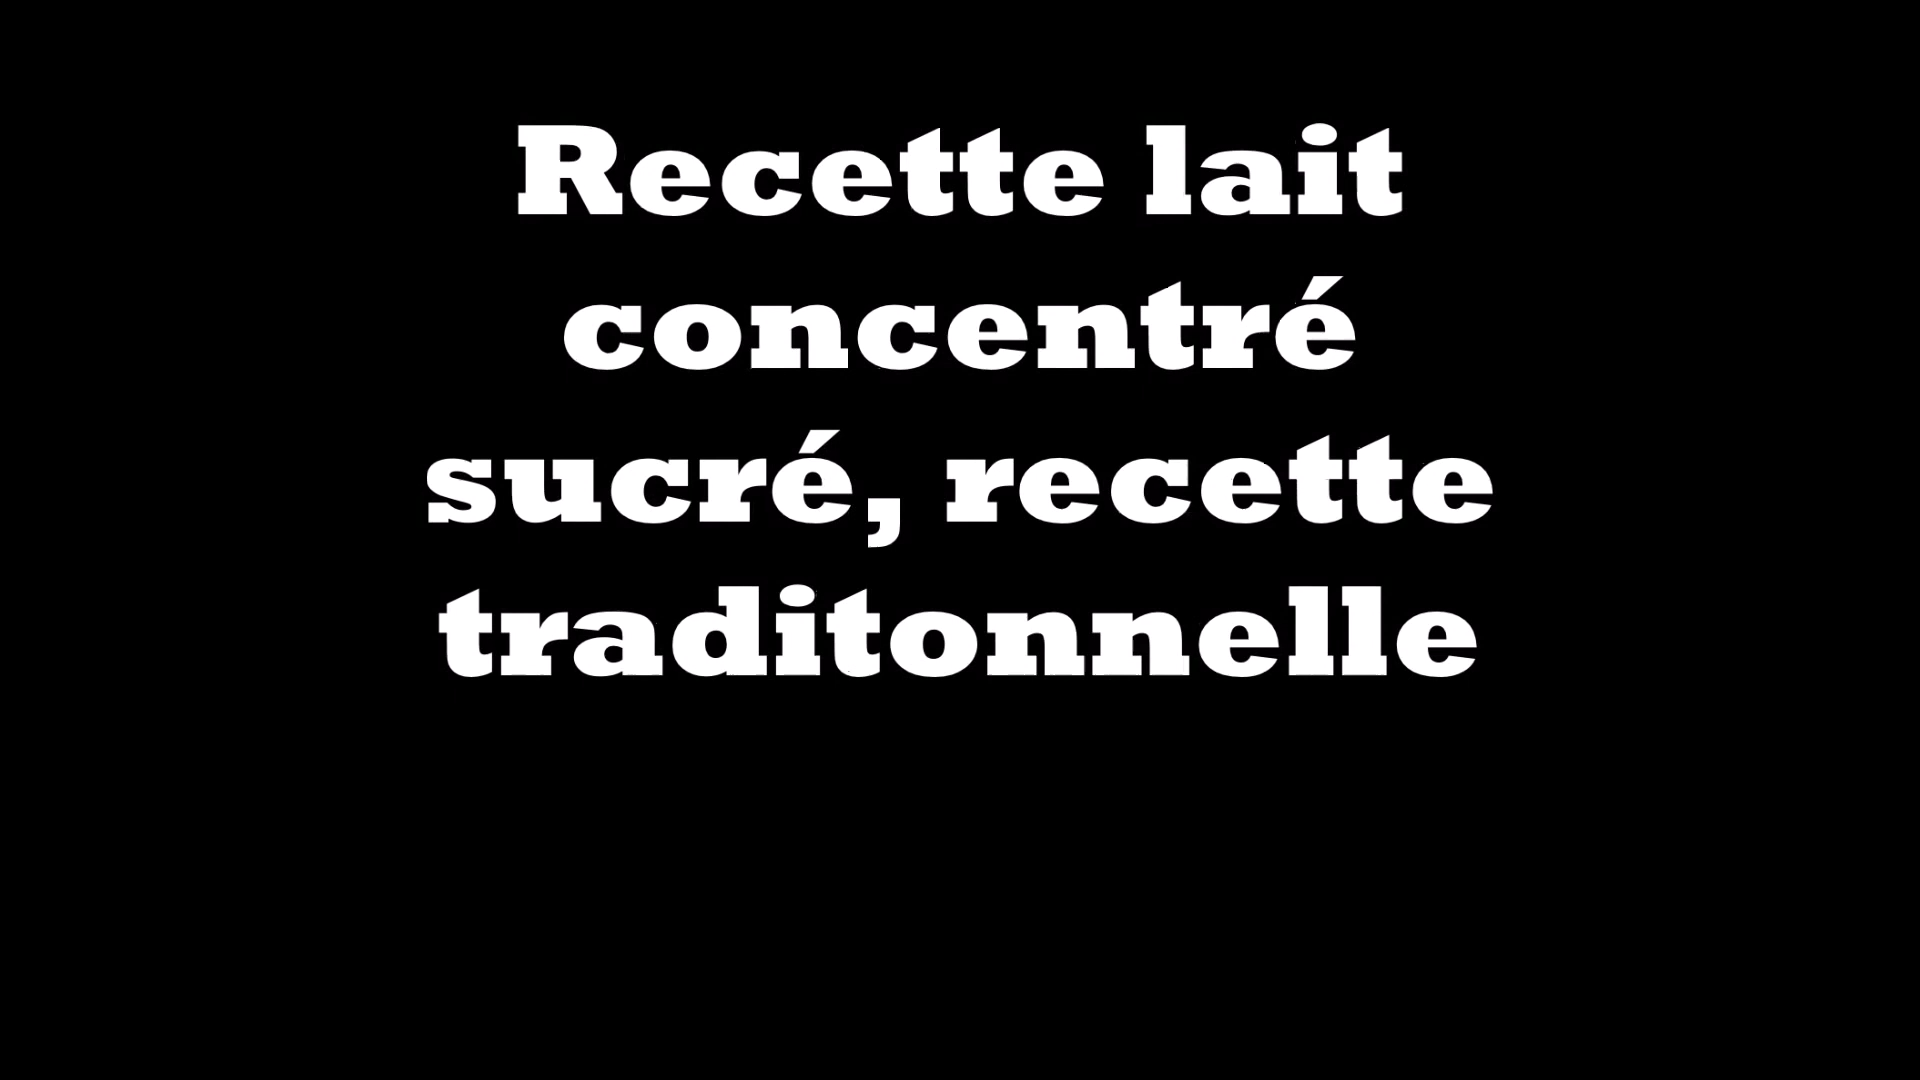 Recette lait
concentré
sucré, recette
traditonnelle